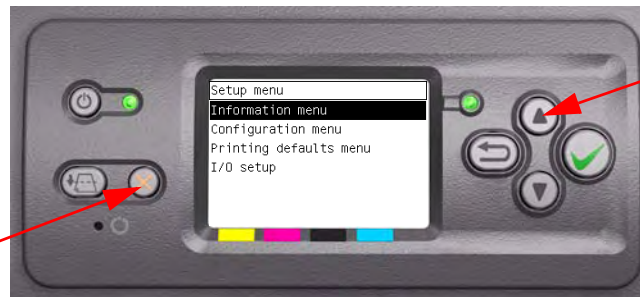 Setup menu
Information menu
Configuration menu
Printing defaults menu
I/O setup